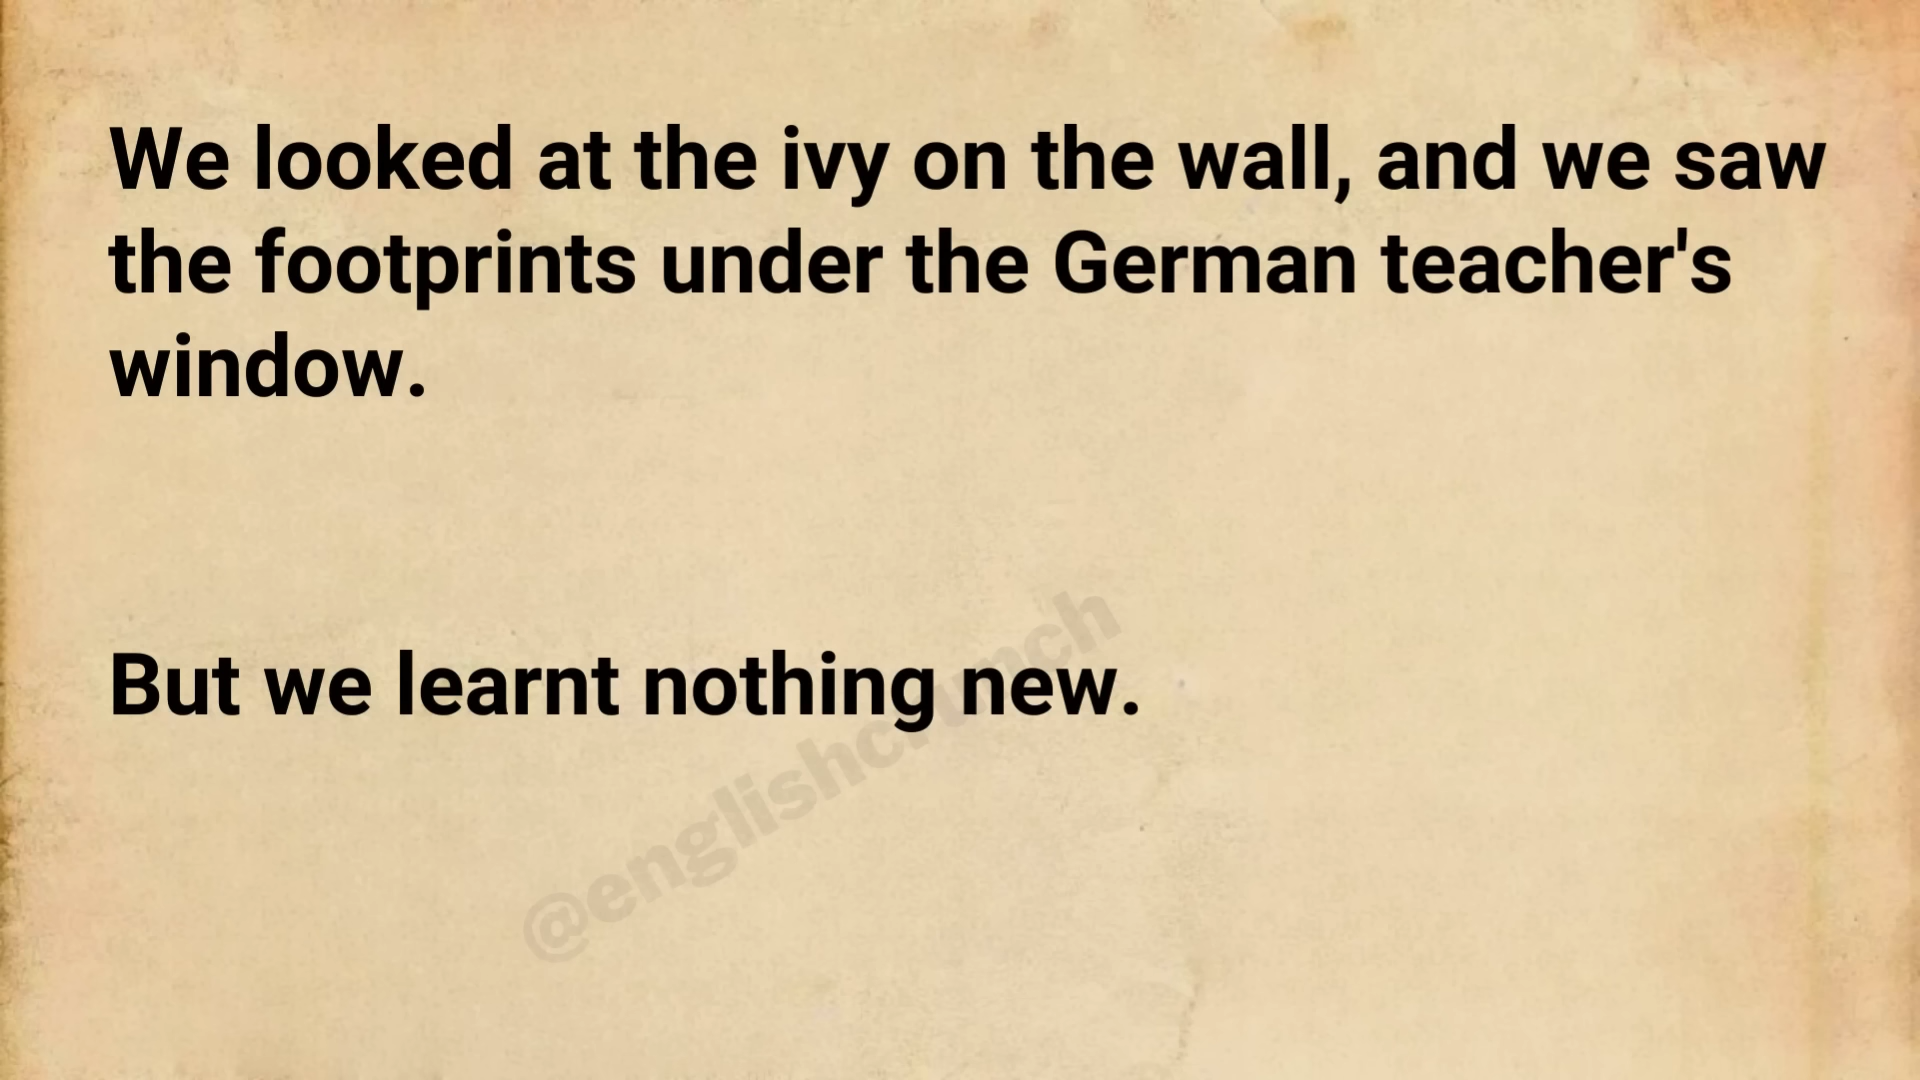 We looked at the ivy on the wall, and we saw
the footprints under the German teacher's
window.
But we learnt nothing new.
@englishcrunch